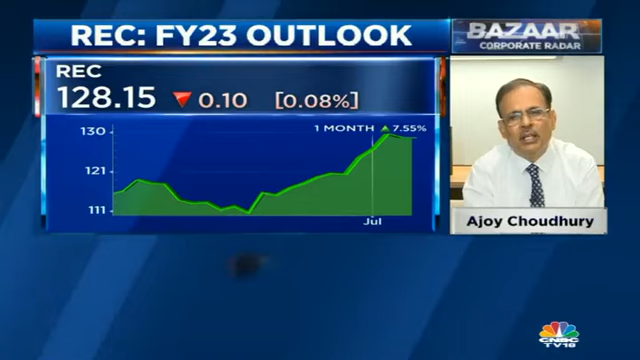 REC: FY23 OUTLOOK
BAZAAR
CORPORATE RADAR
REC
128.15 ▼ 0.10 [0.08%]
1 MONTH ▲ 7.55%
130
121
111
Jul
Ajoy Choudhury
CNBC
TV18